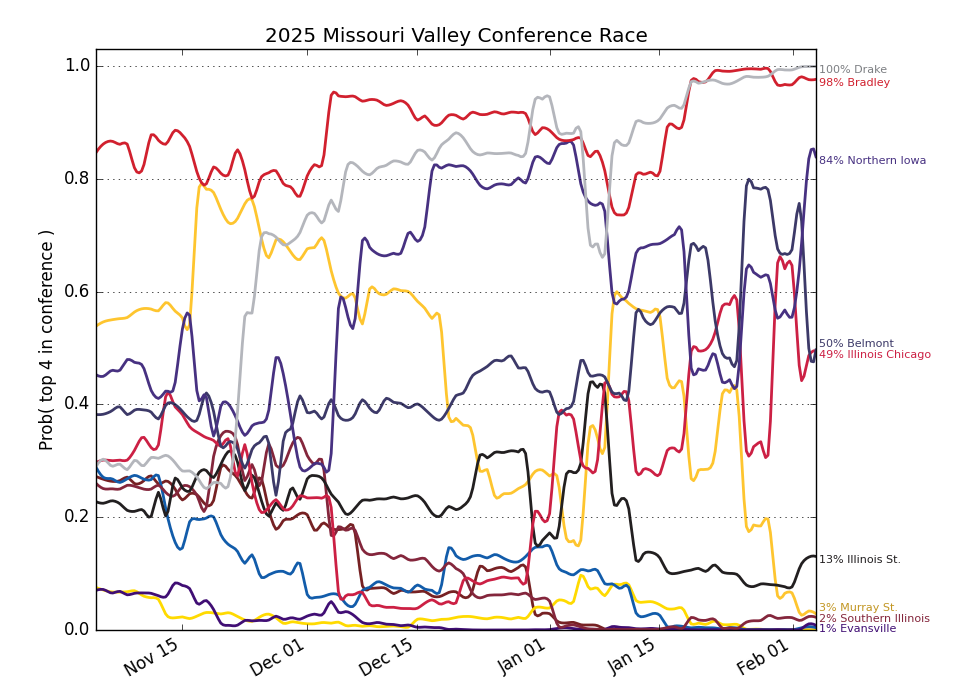 2025 Missouri Valley Conference Race
Prob( top 4 in conference )
1.0
0.8
0.6
0.4
0.2
0.0
Nov 15
Dec 01
Dec 15
Jan 01
Jan 15
Feb 01
100% Drake
98% Bradley
84% Northern Iowa
50% Belmont
49% Illinois Chicago
13% Illinois St.
3% Murray St.
2% Southern Illinois
1% Evansville